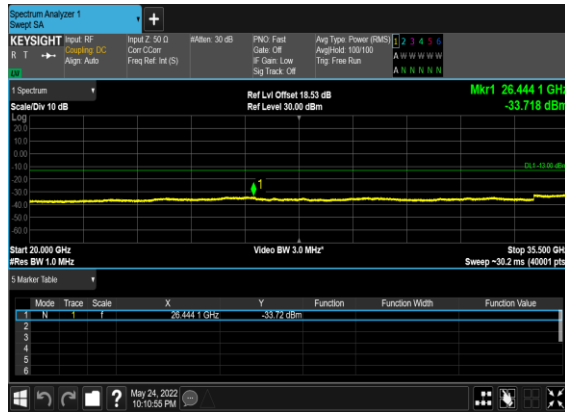 Spectrum Analyzer 1
Swept SA
+
KEYSIGHT Input: RF Input Z: 50 Ω #Atten: 30 dB PNO: Fast Avg Type: Power (RMS) 1 2 3 4 5 6
R T Coupling: DC Corr CCorr Gate: Off Avg|Hold: 100/100 A W W W W W
Align: Auto Freq Ref: Int (S) IF Gain: Low Trig: Free Run
Sig Track: Off A N N N N N
1 Spectrum
Scale/Div 10 dB
Ref Lvl Offset 18.53 dB
Ref Level 30.00 dBm
Mkr1 26.444 1 GHz
-33.718 dBm
Log
20.0
10.0
0.00
-10.0
DL1 -13.00 dBm
-20.0
1
-30.0
-40.0
-50.0
-60.0
Start 20.000 GHz Video BW 3.0 MHz* Stop 35.500 GHz
#Res BW 1.0 MHz Sweep ~30.2 ms (40001 pts)
5 Marker Table
Mode Trace Scale X Y Function Function Width Function Value
1 N 1 f 26.444 1 GHz -33.72 dBm
2
3
4
5
6
? May 24, 2022
10:10:55 PM